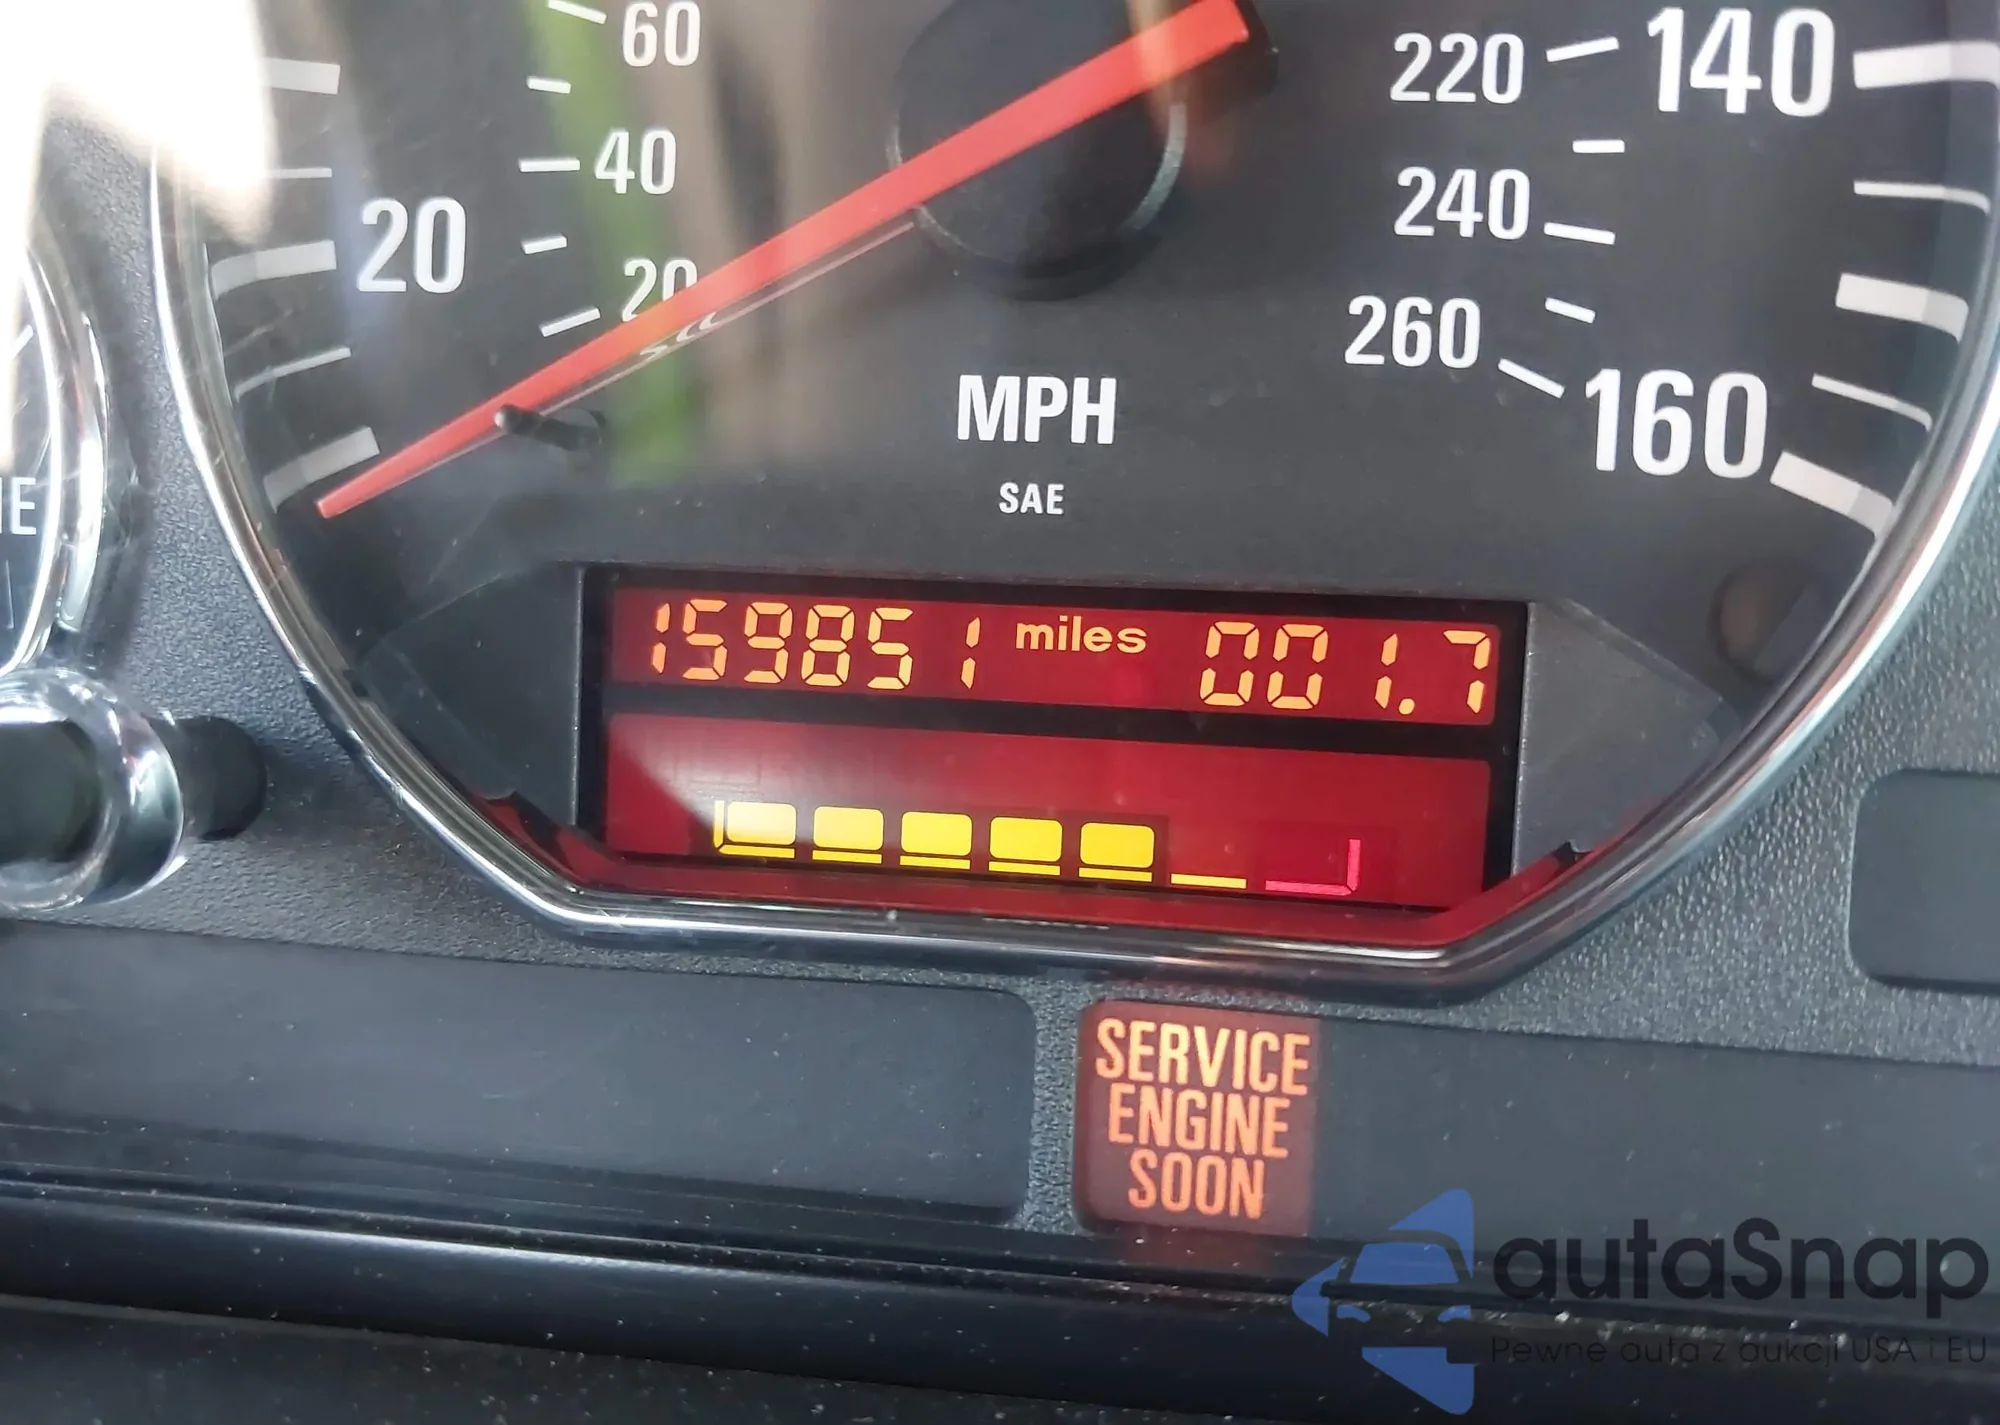 60
220
140
40
20
240
20
260
160
MPH
SAE
159851 miles 001.7
SERVICE
ENGINE
SOON
autaSnap
Pewne auta z aukcji USA i EU